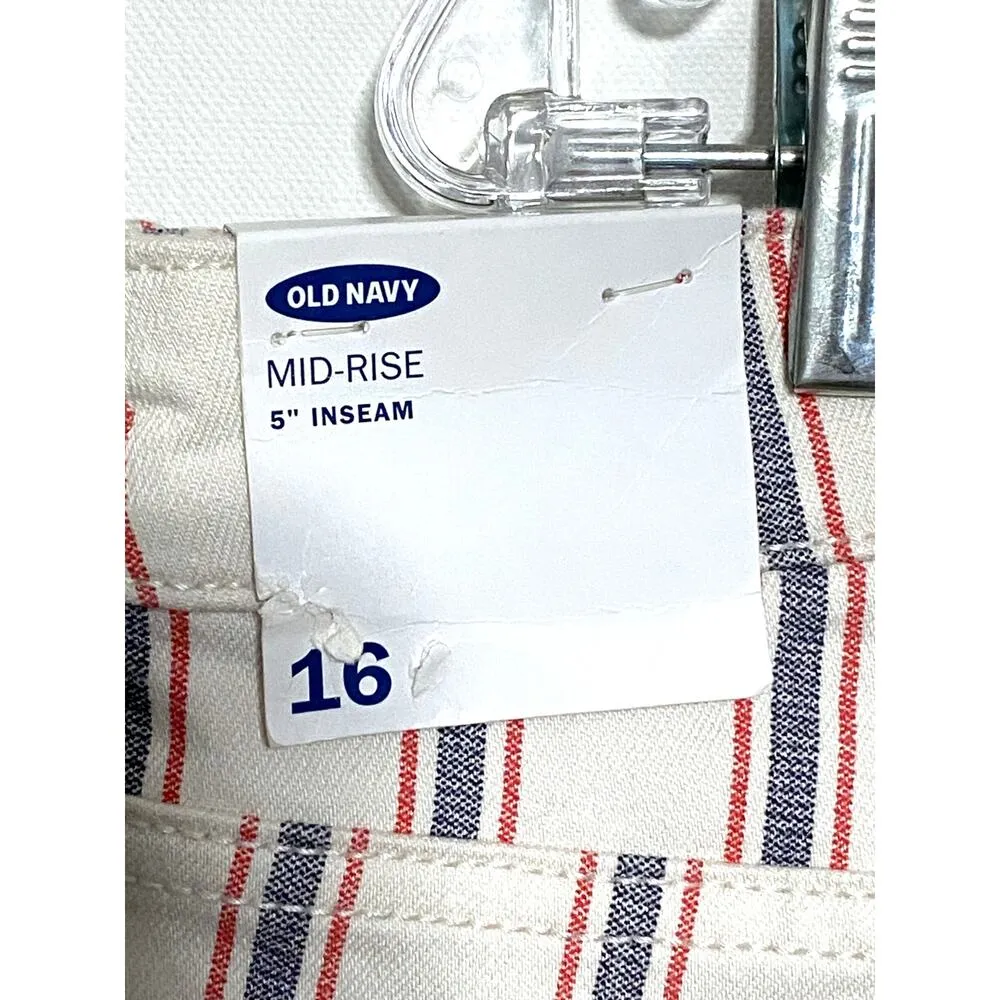 OLD NAVY
MID-RISE
5" INSEAM
16